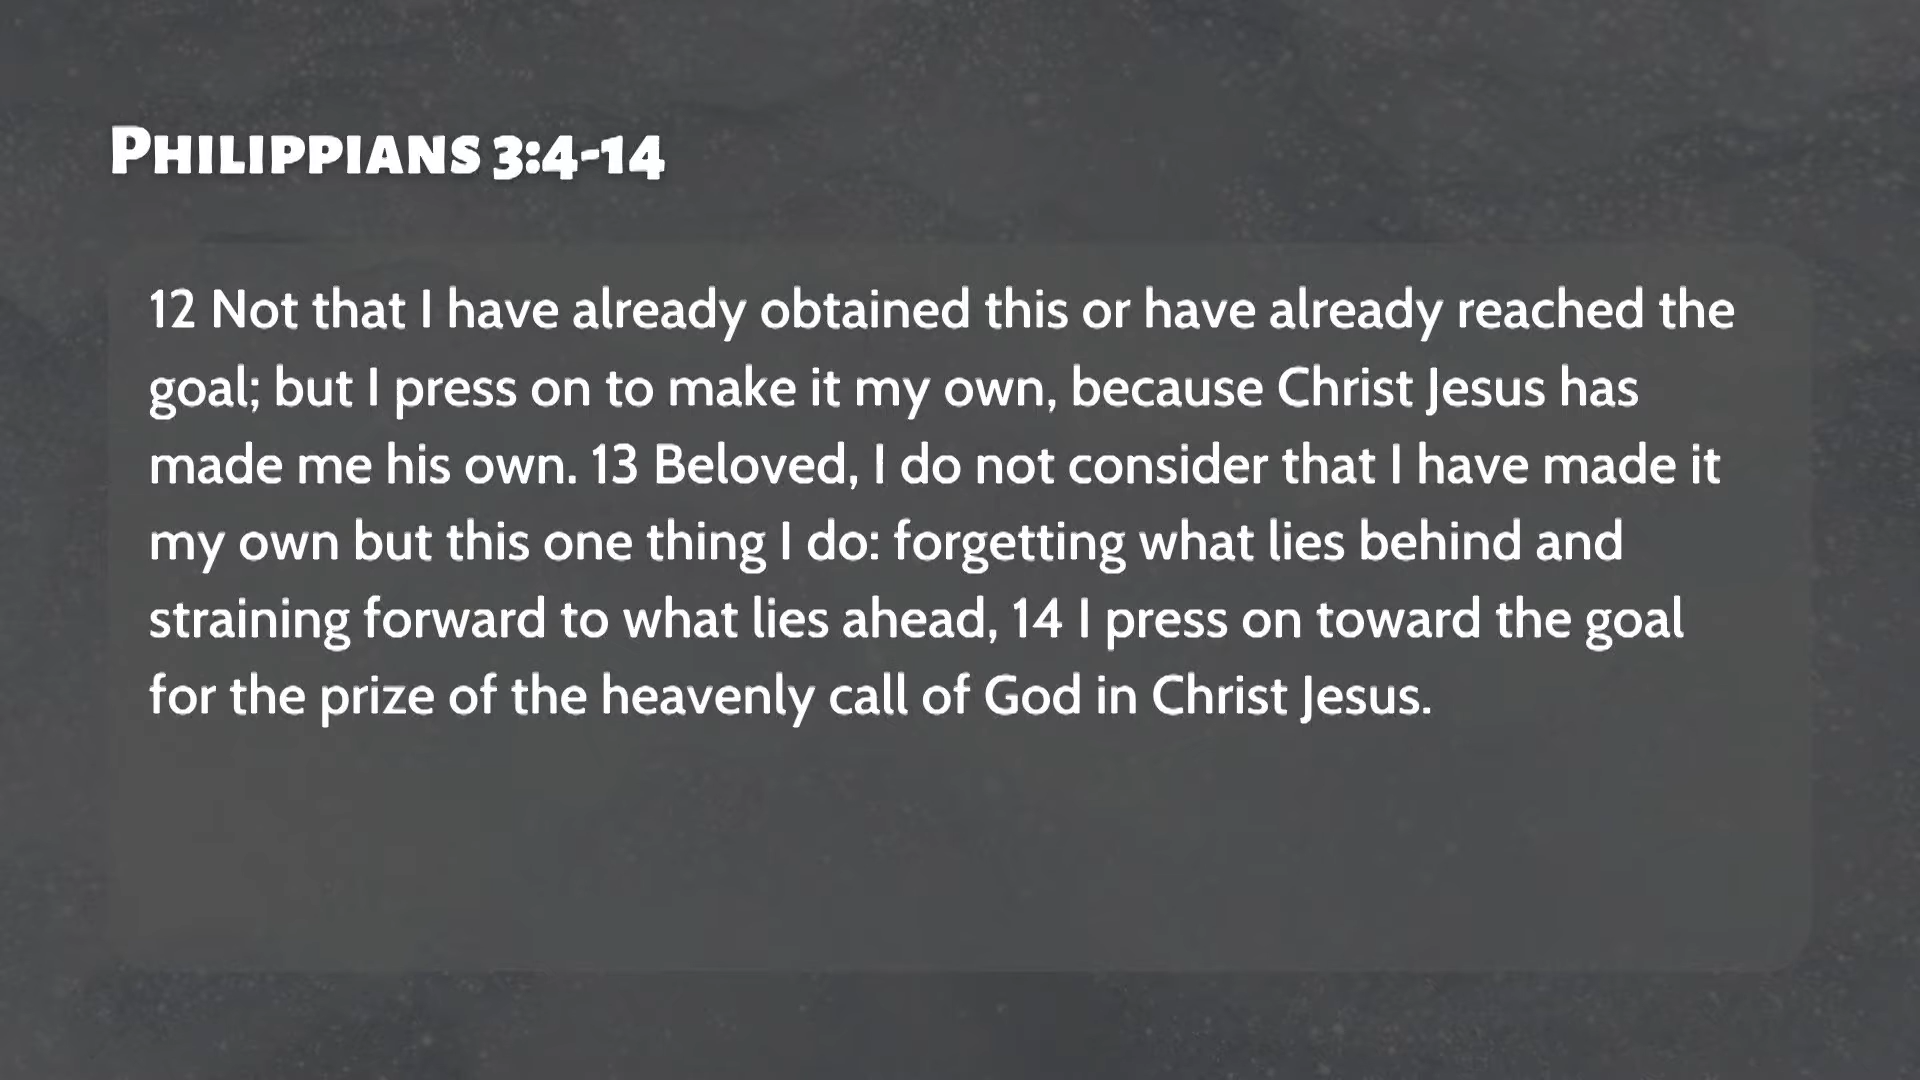 Philippians 3:4-14
12 Not that I have already obtained this or have already reached the
goal; but I press on to make it my own, because Christ Jesus has
made me his own. 13 Beloved, I do not consider that I have made it
my own but this one thing I do: forgetting what lies behind and
straining forward to what lies ahead, 14 I press on toward the goal
for the prize of the heavenly call of God in Christ Jesus.